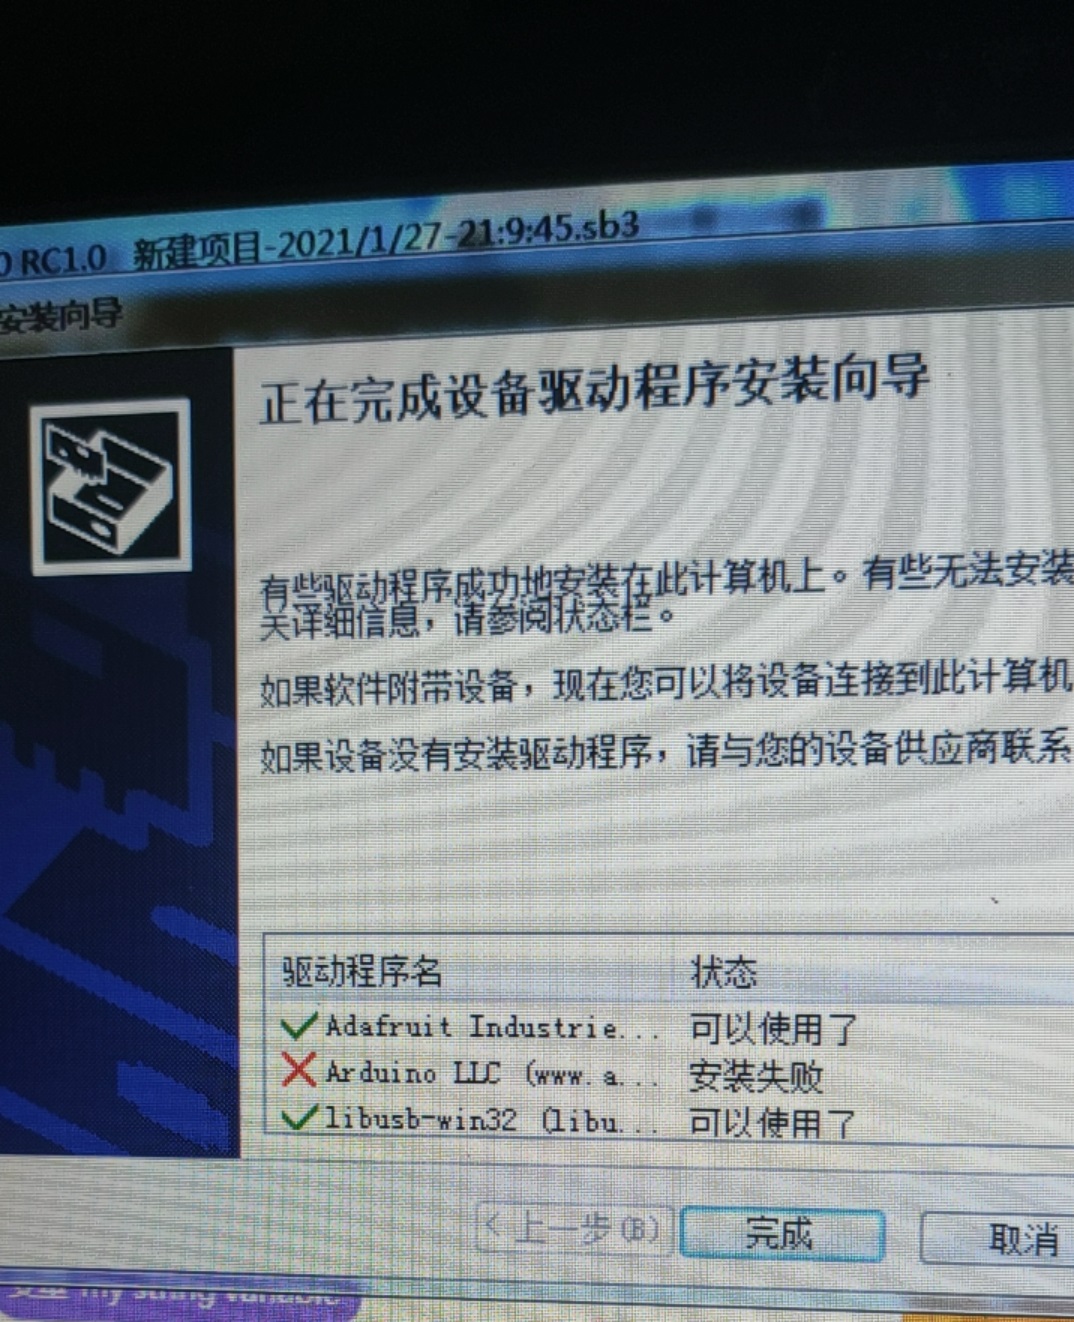 RC1.0 新建项目-2021/1/27-21:9:45.sb3
安装向导
正在完成设备驱动程序安装向导
有些驱动程序成功地安装在此计算机上。有些无法安装
关详细信息，请参阅状态栏。
如果软件附带设备，现在您可以将设备连接到此计算机
如果设备没有安装驱动程序，请与您的设备供应商联系
驱动程序名 状态
Adafruit Industrie... 可以使用了
Arduino LLC (www.a... 安装失败
libusb-win32 (libu... 可以使用了
< 上一步(B) 完成 取消
my string variable